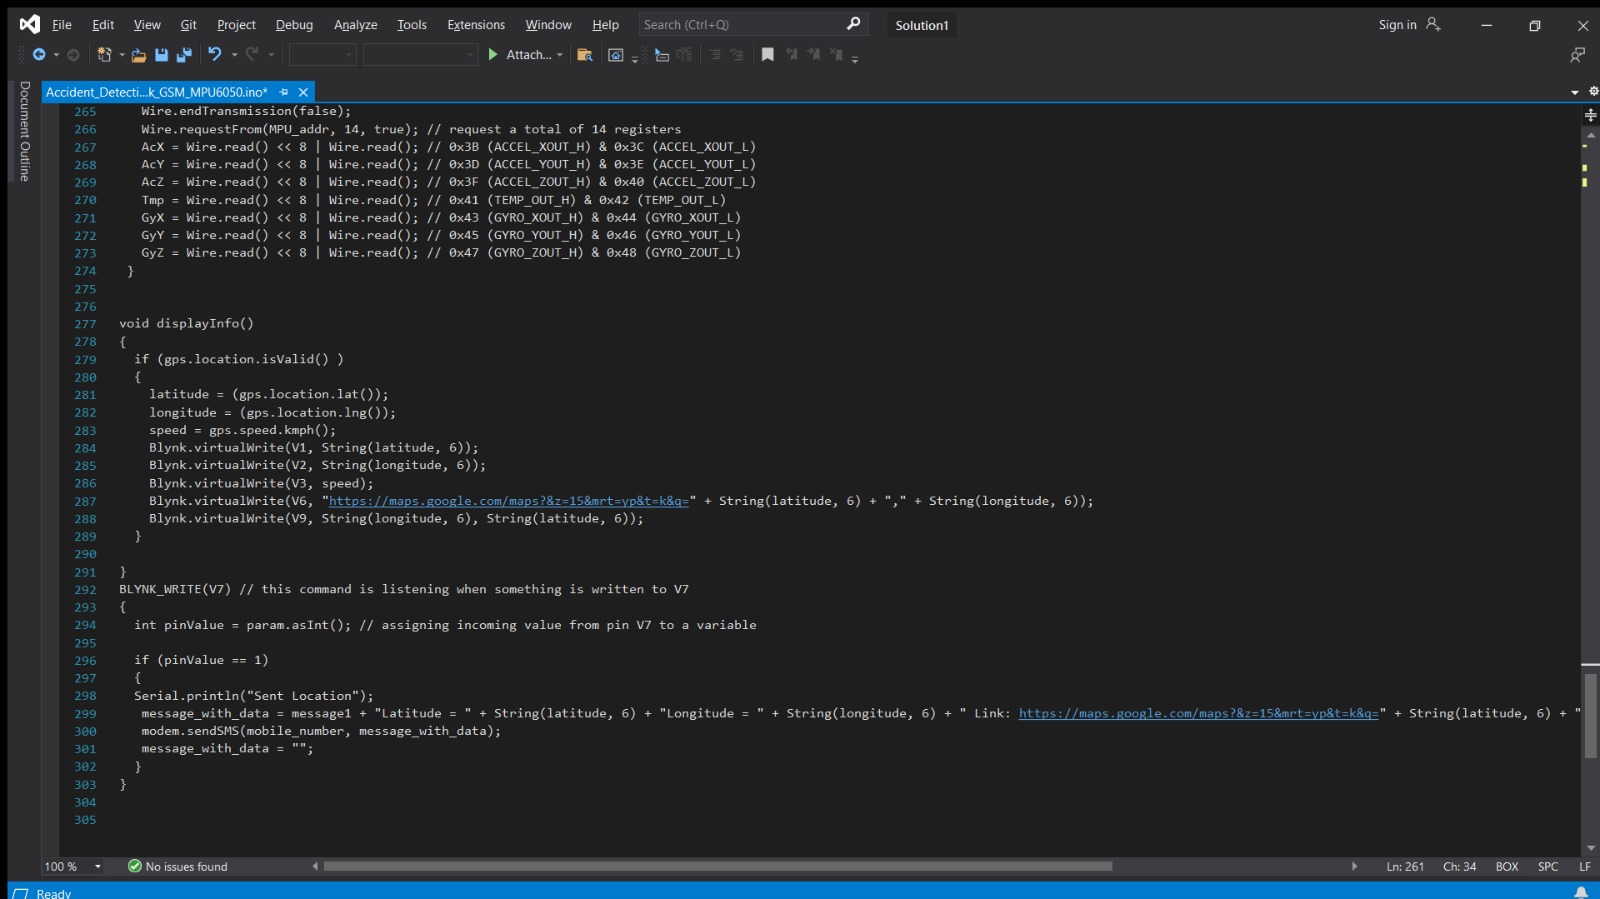 File Edit View Git Project Debug Analyze Tools Extensions Window Help Search (Ctrl+Q) Solution1 Sign in
Attach...
Document Outline
Accident_Detecti...k_GSM_MPU6050.ino*
265 Wire.endTransmission(false);
266 Wire.requestFrom(MPU_addr, 14, true); // request a total of 14 registers
267 AcX = Wire.read() << 8 | Wire.read(); // 0x3B (ACCEL_XOUT_H) & 0x3C (ACCEL_XOUT_L)
268 AcY = Wire.read() << 8 | Wire.read(); // 0x3D (ACCEL_YOUT_H) & 0x3E (ACCEL_YOUT_L)
269 AcZ = Wire.read() << 8 | Wire.read(); // 0x3F (ACCEL_ZOUT_H) & 0x40 (ACCEL_ZOUT_L)
270 Tmp = Wire.read() << 8 | Wire.read(); // 0x41 (TEMP_OUT_H) & 0x42 (TEMP_OUT_L)
271 GyX = Wire.read() << 8 | Wire.read(); // 0x43 (GYRO_XOUT_H) & 0x44 (GYRO_XOUT_L)
272 GyY = Wire.read() << 8 | Wire.read(); // 0x45 (GYRO_YOUT_H) & 0x46 (GYRO_YOUT_L)
273 GyZ = Wire.read() << 8 | Wire.read(); // 0x47 (GYRO_ZOUT_H) & 0x48 (GYRO_ZOUT_L)
274 }
275
276
277 void displayInfo()
278 {
279 if (gps.location.isValid() )
280 {
281 latitude = (gps.location.lat());
282 longitude = (gps.location.lng());
283 speed = gps.speed.kmph();
284 Blynk.virtualWrite(V1, String(latitude, 6));
285 Blynk.virtualWrite(V2, String(longitude, 6));
286 Blynk.virtualWrite(V3, speed);
287 Blynk.virtualWrite(V6, "https://maps.google.com/maps?&z=15&mrt=yp&t=k&q=" + String(latitude, 6) + "," + String(longitude, 6));
288 Blynk.virtualWrite(V9, String(longitude, 6), String(latitude, 6));
289 }
290
291 }
292 BLYNK_WRITE(V7) // this command is listening when something is written to V7
293 {
294 int pinValue = param.asInt(); // assigning incoming value from pin V7 to a variable
295
296 if (pinValue == 1)
297 {
298 Serial.println("Sent Location");
299 message_with_data = message1 + "Latitude = " + String(latitude, 6) + "Longitude = " + String(longitude, 6) + " Link: https://maps.google.com/maps?&z=15&mrt=yp&t=k&q=" + String(latitude, 6) + "
300 modem.sendSMS(mobile_number, message_with_data);
301 message_with_data = "";
302 }
303 }
304
305
100 % No issues found Ln: 261 Ch: 34 BOX SPC LF
Ready